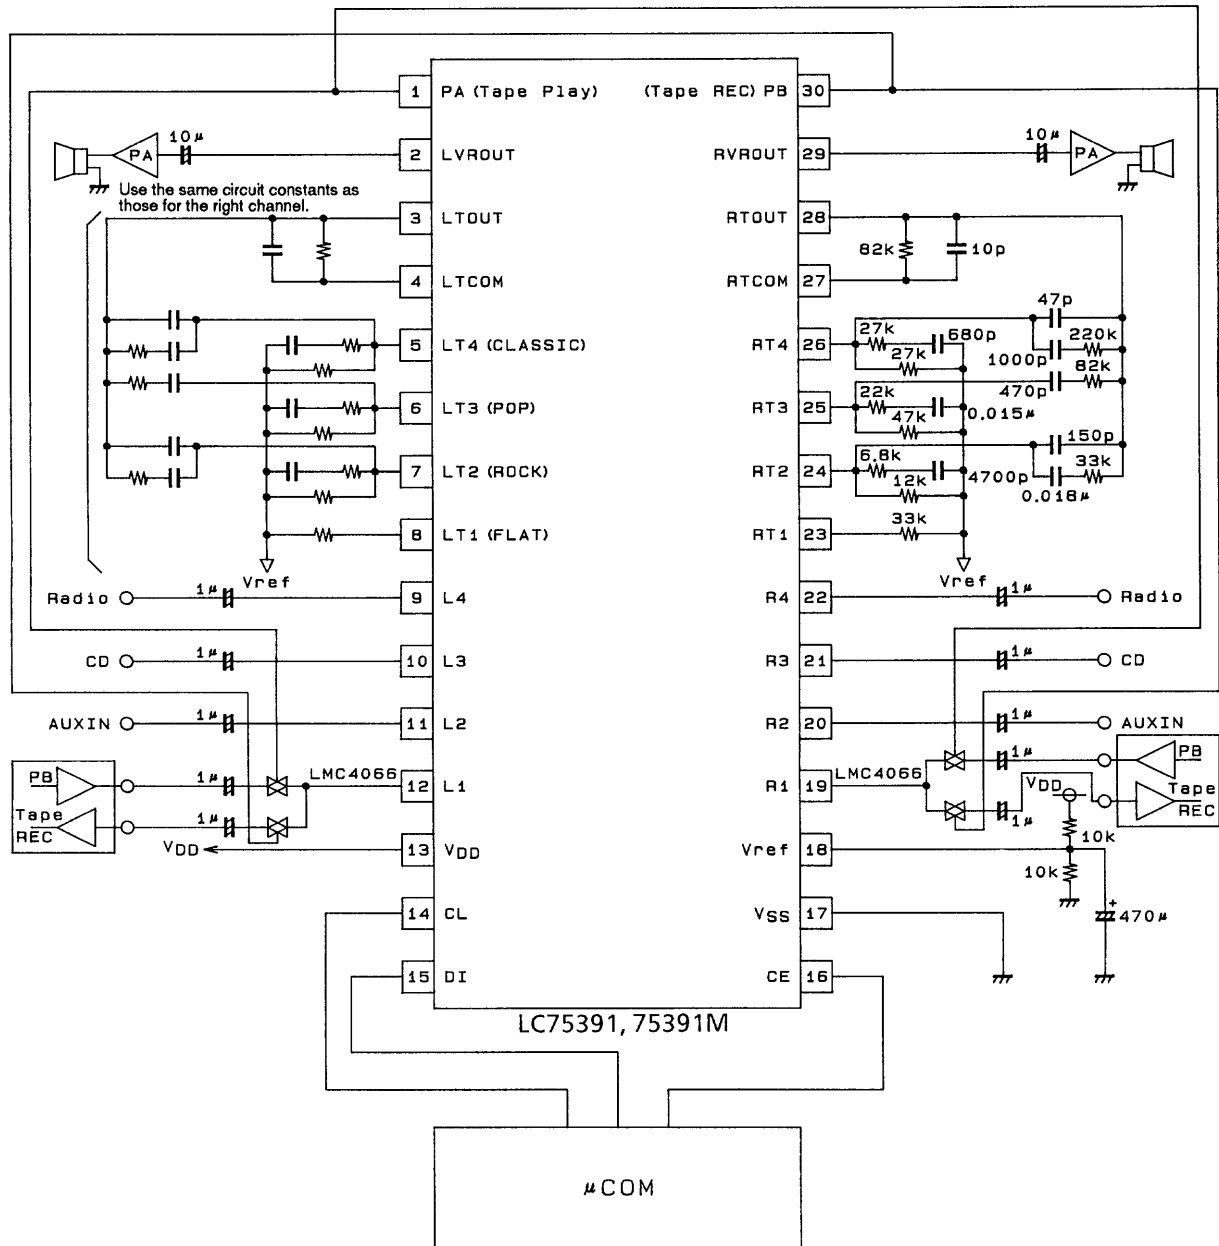 1 PA (Tape Play) (Tape REC) PB 30
PA 10μ 2 LVROUT RVROUT 29 10μ PA
Use the same circuit constants as
those for the right channel.
3 LTOUT RTOUT 28
82k 10p
4 LTCOM RTCOM 27
47p
5 LT4 (CLASSIC) RT4 26 27k 680p 220k
27k 1000p 82k
6 LT3 (POP) RT3 25 22k 470p
47k 0.015μ
150p
7 LT2 (ROCK) RT2 24 6.8k 33k
12k 4700p 0.018μ
8 LT1 (FLAT) RT1 23 33k
Vref Vref
Radio 1μ 9 L4 R4 22 1μ Radio
CD 1μ 10 L3 R3 21 1μ CD
AUXIN 1μ 11 L2 R2 20 1μ AUXIN
PB 1μ LMC4066 12 L1 R1 19 LMC4066 1μ PB
VDD
Tape REC 1μ 1μ Tape REC
VDD 13 VDD Vref 18 10k
10k
14 CL VSS 17 + 470μ
15 DI CE 16
LC75391, 75391M
μCOM